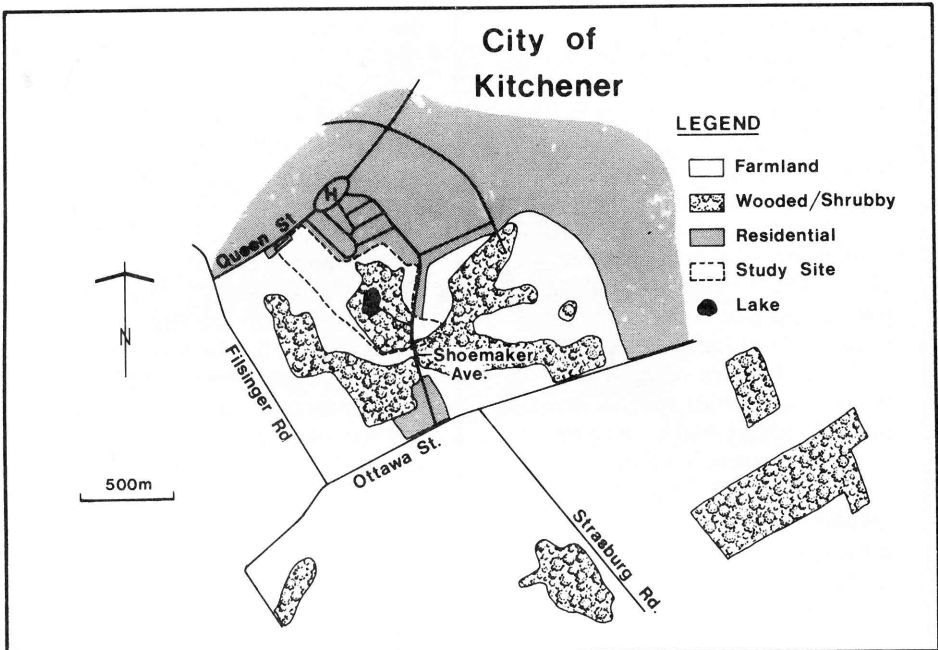 City of
Kitchener
LEGEND
Farmland
Wooded/Shrubby
Residential
Study Site
Lake
Queen St.
N
Shoemaker
Ave.
Filsinger Rd.
Ottawa St.
500m
Strasburg Rd.